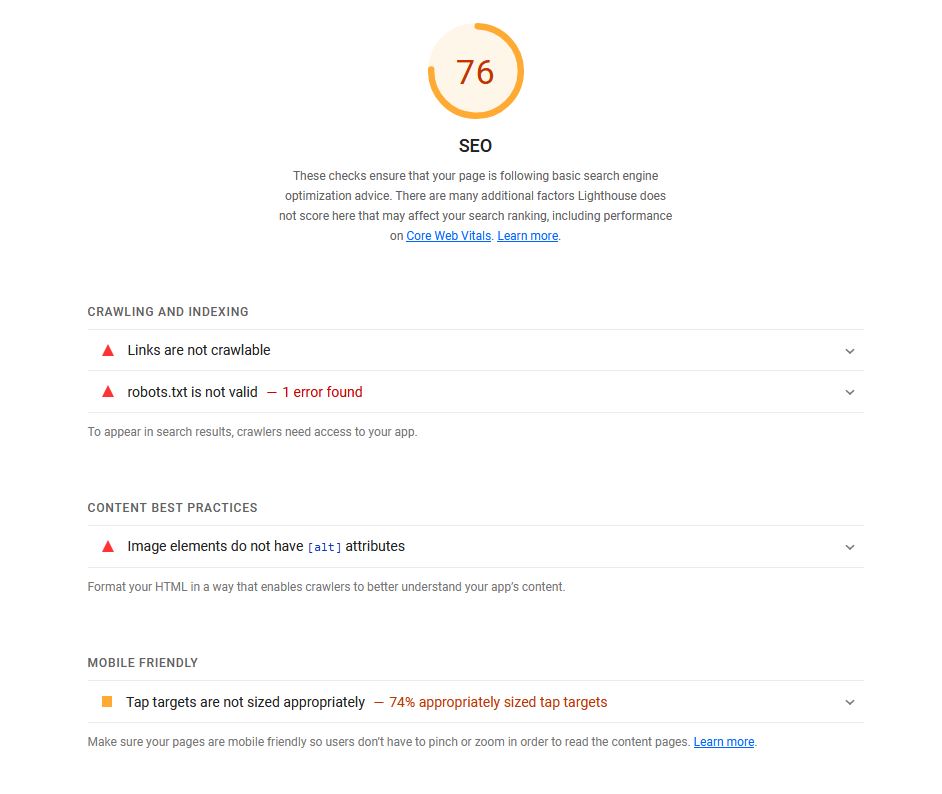 76
SEO
These checks ensure that your page is following basic search engine
optimization advice. There are many additional factors Lighthouse does
not score here that may affect your search ranking, including performance
on Core Web Vitals. Learn more.
CRAWLING AND INDEXING
Links are not crawlable
robots.txt is not valid — 1 error found
To appear in search results, crawlers need access to your app.
CONTENT BEST PRACTICES
Image elements do not have [alt] attributes
Format your HTML in a way that enables crawlers to better understand your app’s content.
MOBILE FRIENDLY
Tap targets are not sized appropriately — 74% appropriately sized tap targets
Make sure your pages are mobile friendly so users don’t have to pinch or zoom in order to read the content pages. Learn more.